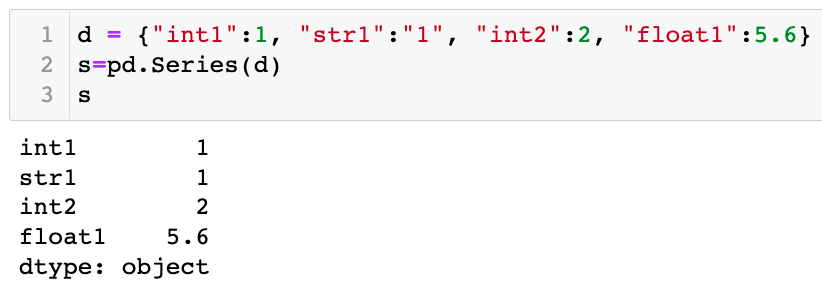 1 d = {"int1":1, "str1":"1", "int2":2, "float1":5.6}
2 s=pd.Series(d)
3 s
int1 1
str1 1
int2 2
float1 5.6
dtype: object